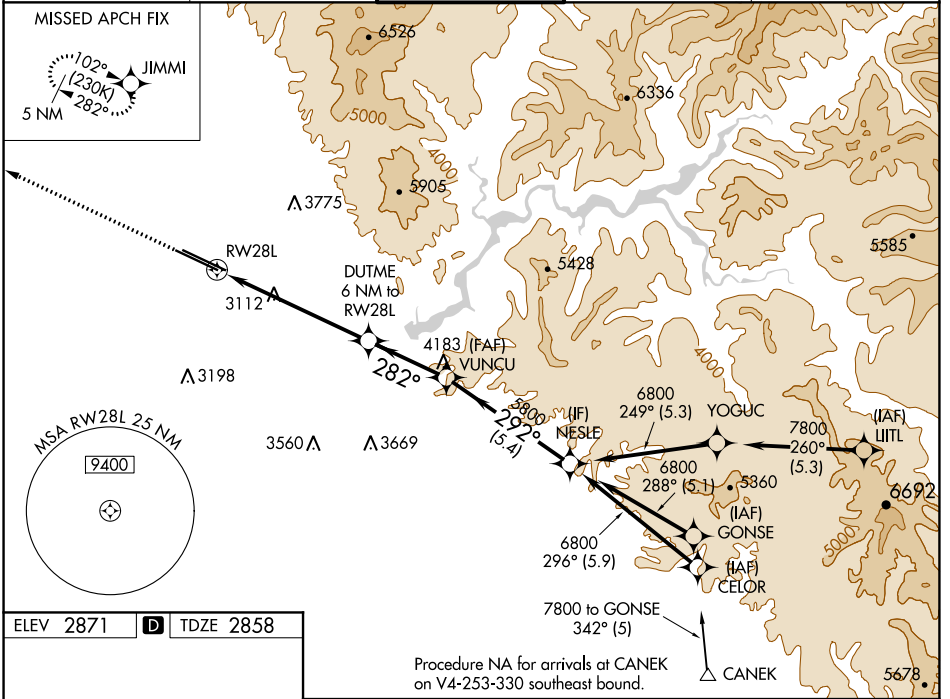 MISSED APCH FIX
JIMMI
102°
(230K)
282°
5 NM
6526
6336
5000
4000
5905
3775
5585
RW28L
5428
DUTME
6 NM to
RW28L
3112
4183
(FAF)
VUNCU
282°
3198
4000
5800
292°
(5.4)
(IF)
NESLE
6800
249° (5.3)
YOGUC
7800
260°
(5.3)
(IAF)
LIITL
MSA RW28L 25 NM
9400
3560
3669
6800
288° (5.1)
5360
6692
(IAF)
GONSE
5000
6800
296° (5.9)
(IAF)
CELOR
7800 to GONSE
342° (5)
ELEV 2871
D
TDZE 2858
Procedure NA for arrivals at CANEK
on V4-253-330 southeast bound.
CANEK
5678